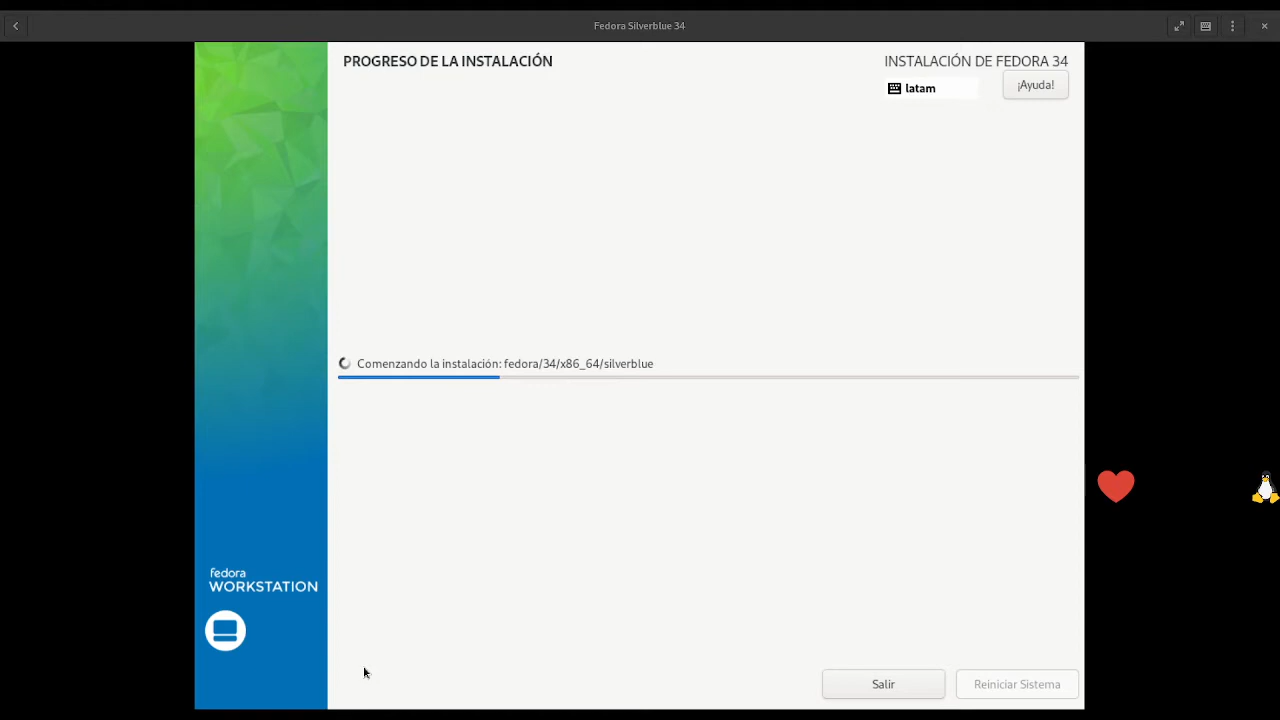 Fedora Silverblue 34
PROGRESO DE LA INSTALACIÓN
INSTALACIÓN DE FEDORA 34
latam
¡Ayuda!
Comenzando la instalación: fedora/34/x86_64/silverblue
fedora
WORKSTATION
Salir
Reiniciar Sistema